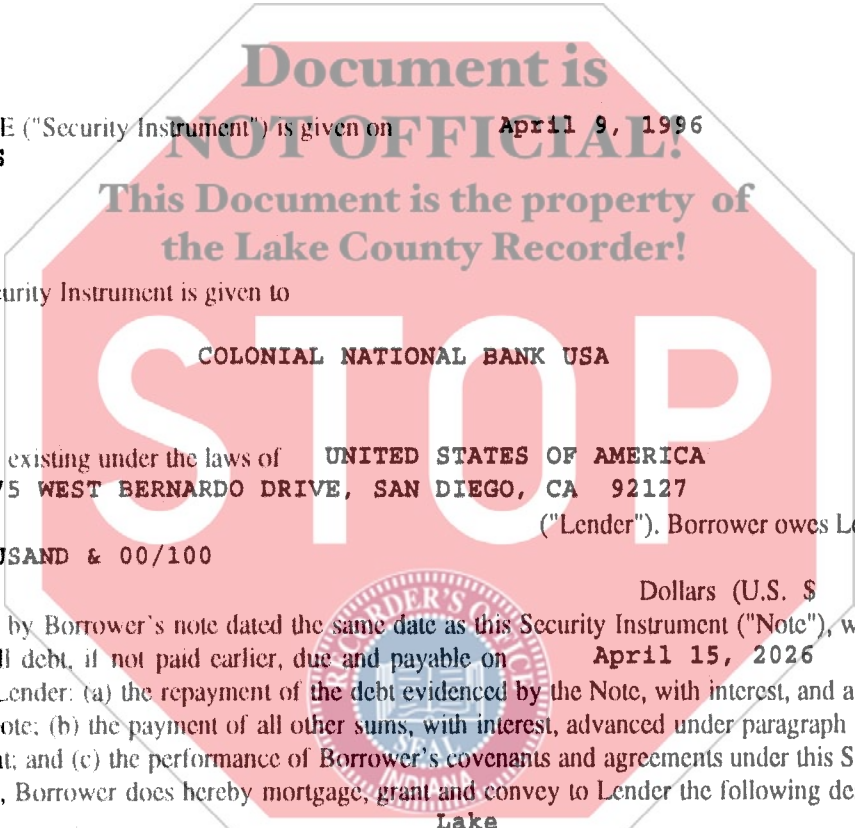 Document is
E ("Security Instrument") is given on April 9, 1996
NOT OFFICIAL!
S
This Document is the property of
the Lake County Recorder!
curity Instrument is given to
STOP
COLONIAL NATIONAL BANK USA
existing under the laws of UNITED STATES OF AMERICA
75 WEST BERNARDO DRIVE, SAN DIEGO, CA 92127
("Lender"). Borrower owes Le
USAND & 00/100
Dollars (U.S. $
by Borrower's note dated the same date as this Security Instrument ("Note"), w
ll debt, if not paid earlier, due and payable on April 15, 2026
Lender: (a) the repayment of the debt evidenced by the Note, with interest, and a
ote; (b) the payment of all other sums, with interest, advanced under paragraph
nt; and (c) the performance of Borrower's covenants and agreements under this S
, Borrower does hereby mortgage, grant and convey to Lender the following de
Lake
RECORDER'S OFFICE
SEAL
INDIANA